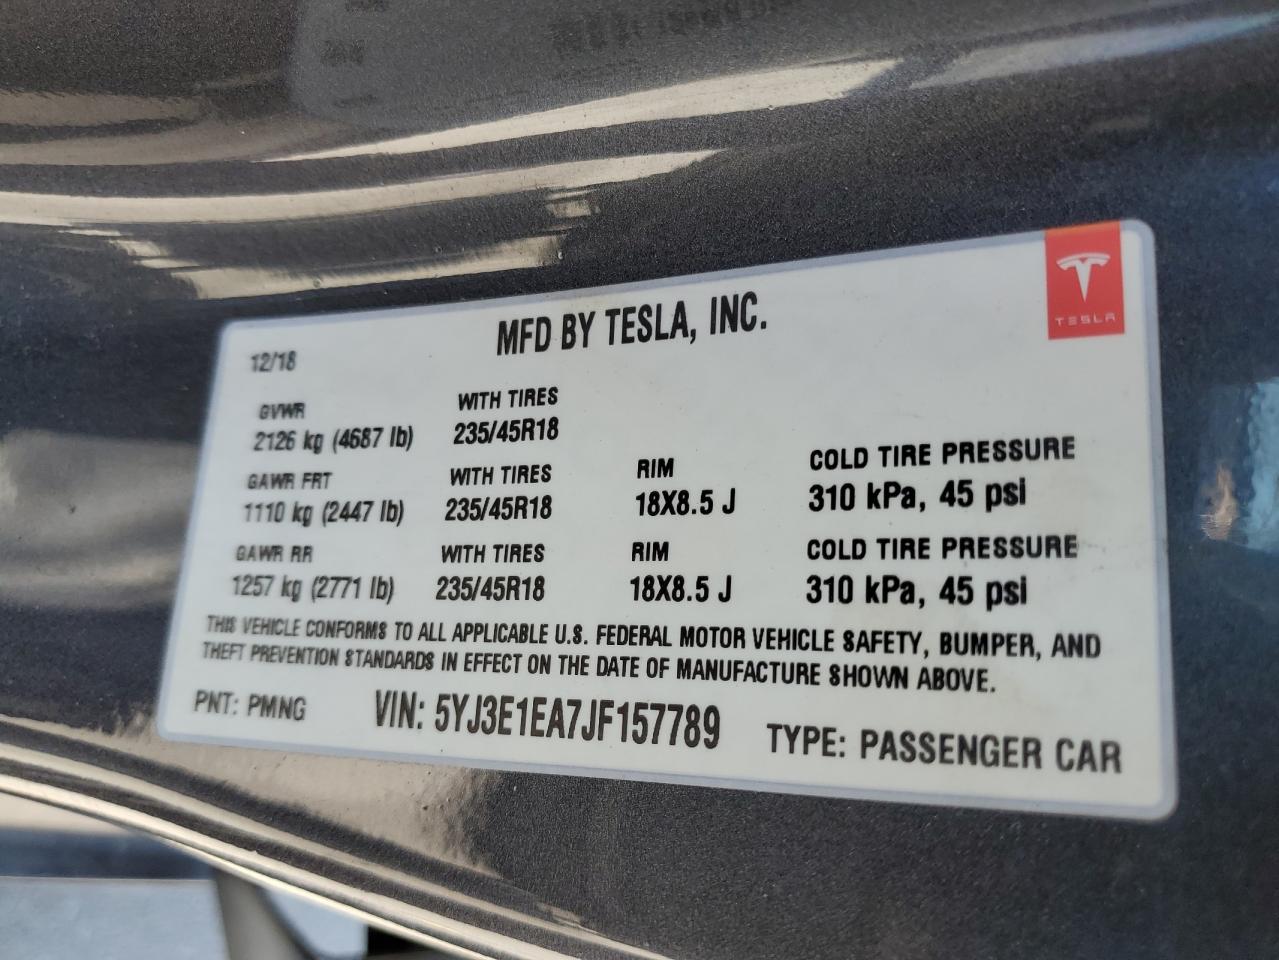 MFD BY TESLA, INC.
TESLA
12/18
GVWR WITH TIRES
2126 kg (4687 lb) 235/45R18
GAWR FRT WITH TIRES RIM COLD TIRE PRESSURE
1110 kg (2447 lb) 235/45R18 18X8.5 J 310 kPa, 45 psi
GAWR RR WITH TIRES RIM COLD TIRE PRESSURE
1257 kg (2771 lb) 235/45R18 18X8.5 J 310 kPa, 45 psi
THIS VEHICLE CONFORMS TO ALL APPLICABLE U.S. FEDERAL MOTOR VEHICLE SAFETY, BUMPER, AND
THEFT PREVENTION STANDARDS IN EFFECT ON THE DATE OF MANUFACTURE SHOWN ABOVE.
PNT: PMNG VIN: 5YJ3E1EA7JF157789 TYPE: PASSENGER CAR